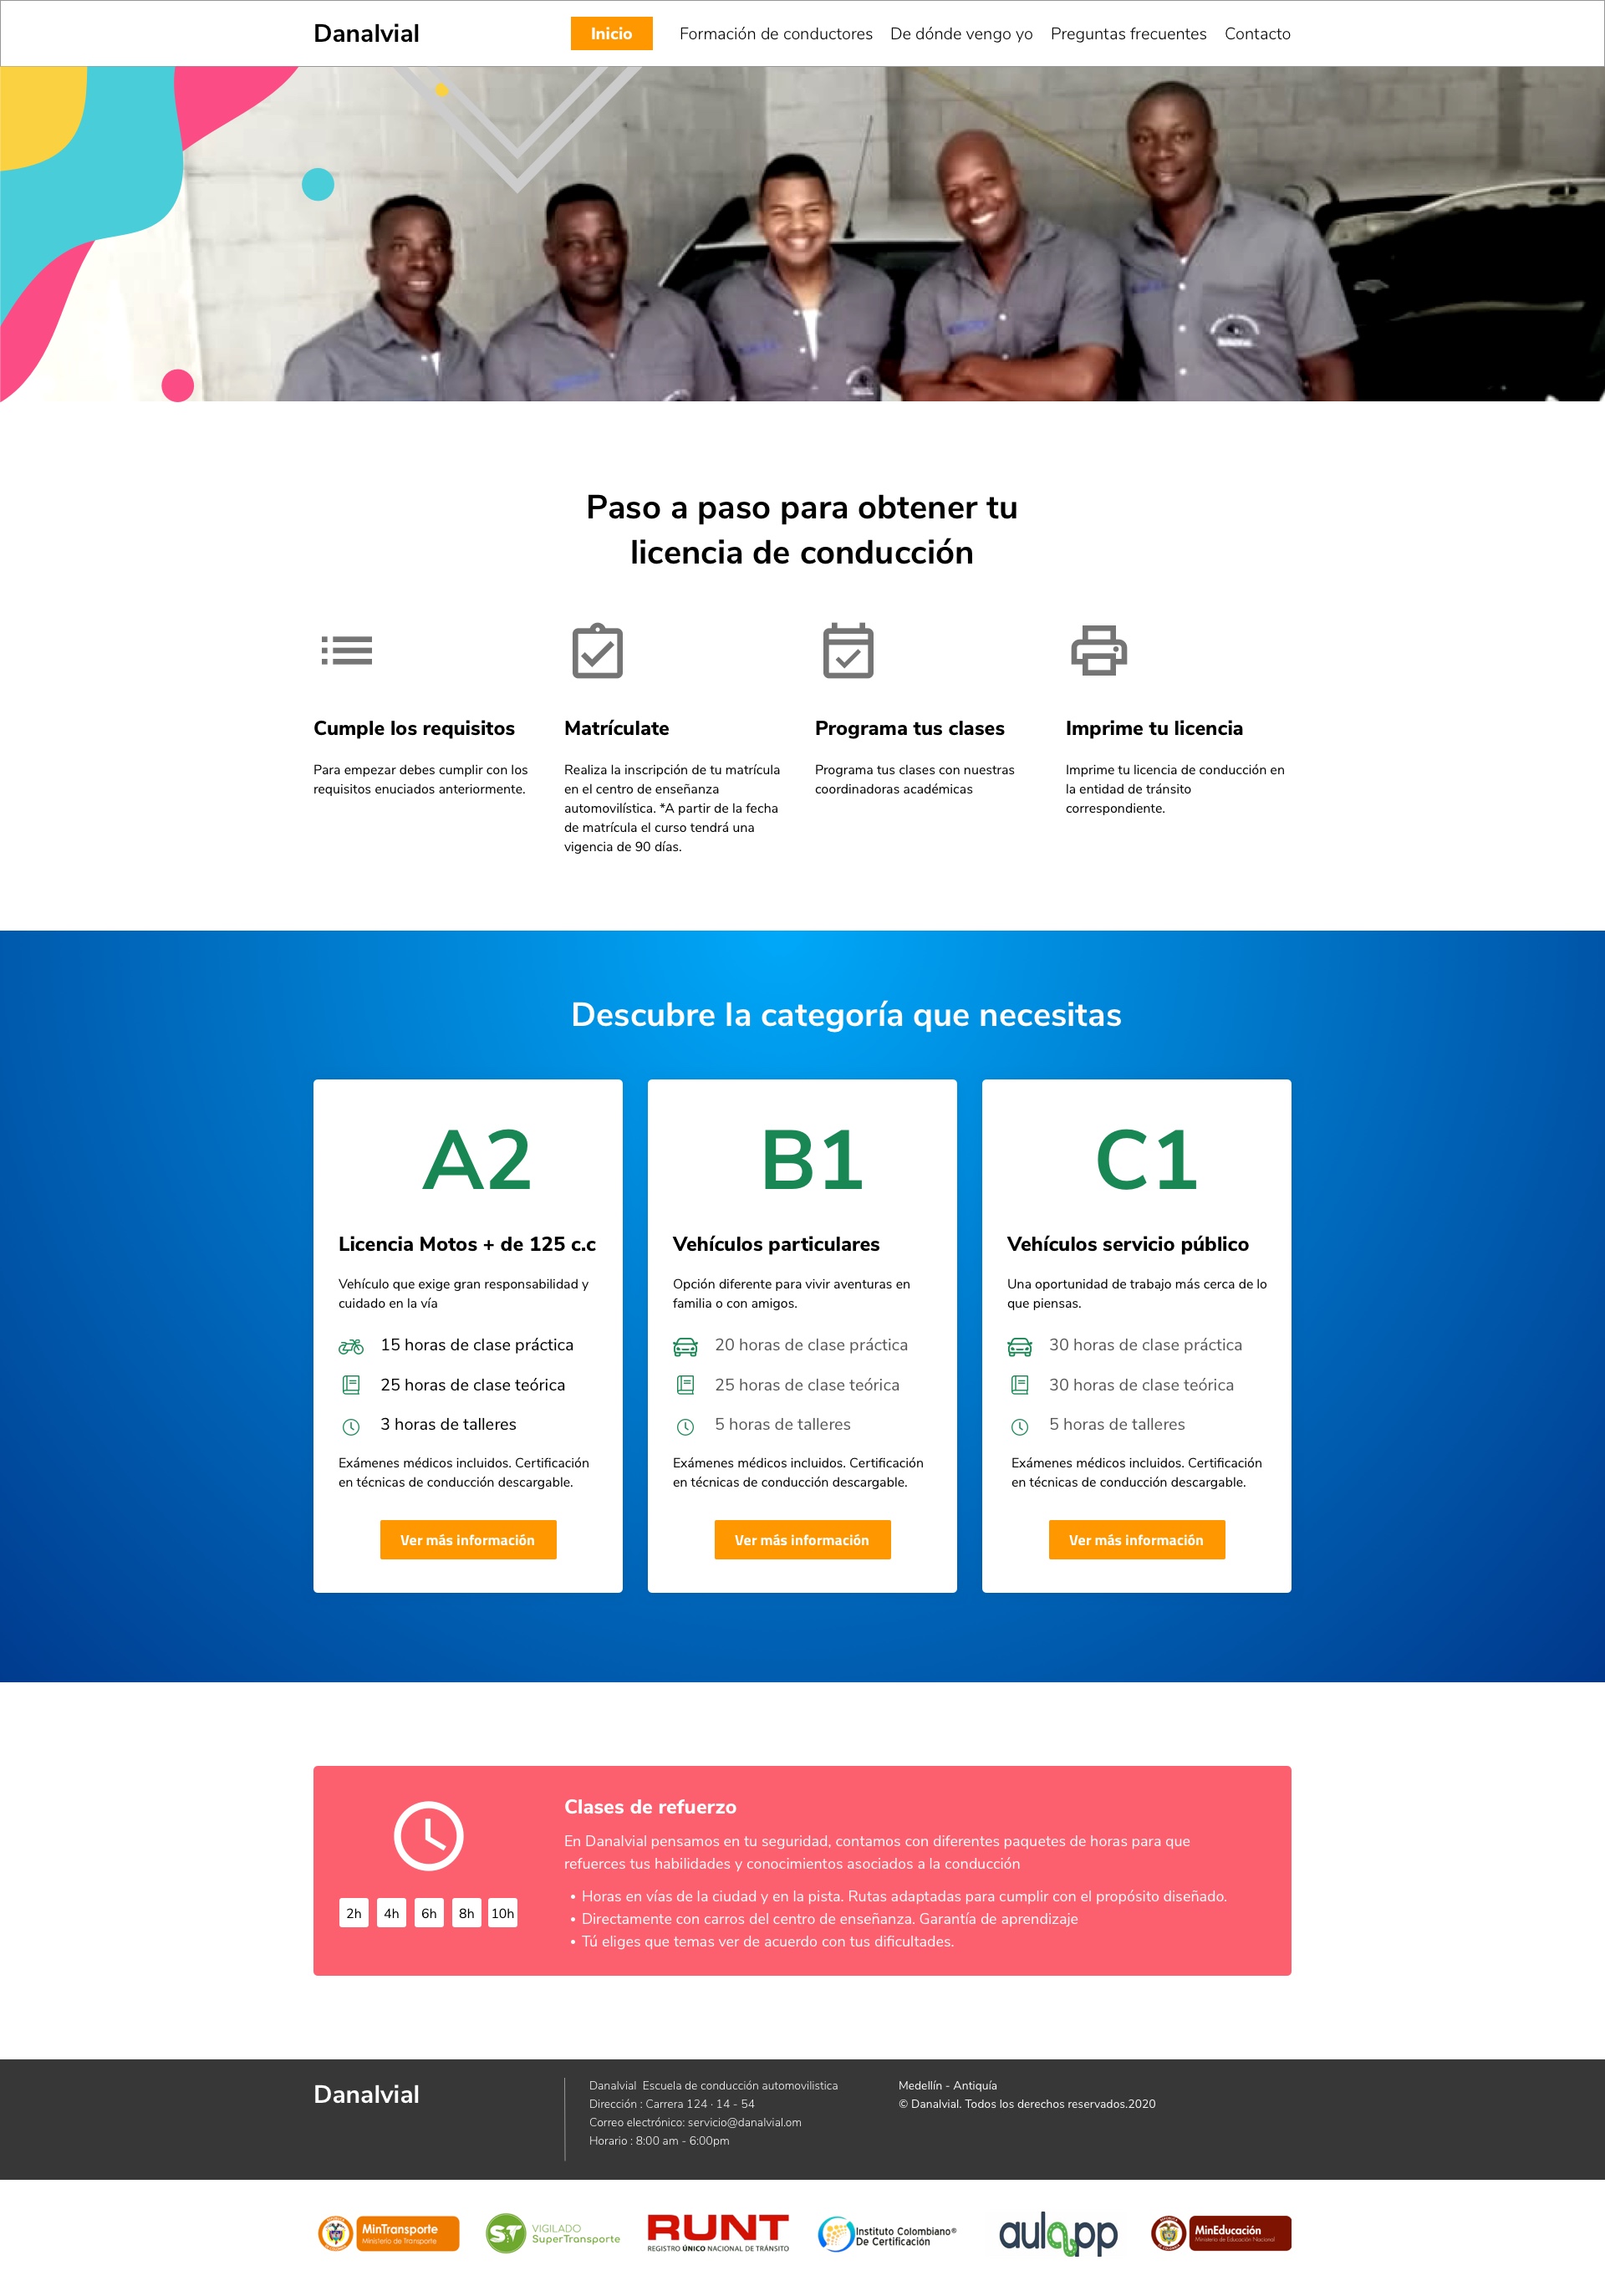 Danalvial
Inicio
Formación de conductores
De dónde vengo yo
Preguntas frecuentes
Contacto
Paso a paso para obtener tu
licencia de conducción
Cumple los requisitos
Para empezar debes cumplir con los
requisitos enuciados anteriormente.
Matrículate
Realiza la inscripción de tu matrícula
en el centro de enseñanza
automovilística. *A partir de la fecha
de matrícula el curso tendrá una
vigencia de 90 días.
Programa tus clases
Programa tus clases con nuestras
coordinadoras académicas
Imprime tu licencia
Imprime tu licencia de conducción en
la entidad de tránsito
correspondiente.
Descubre la categoría que necesitas
A2
Licencia Motos + de 125 c.c
Vehículo que exige gran responsabilidad y
cuidado en la vía
15 horas de clase práctica
25 horas de clase teórica
3 horas de talleres
Exámenes médicos incluidos. Certificación
en técnicas de conducción descargable.
Ver más información
B1
Vehículos particulares
Opción diferente para vivir aventuras en
familia o con amigos.
20 horas de clase práctica
25 horas de clase teórica
5 horas de talleres
Exámenes médicos incluidos. Certificación
en técnicas de conducción descargable.
Ver más información
C1
Vehículos servicio público
Una oportunidad de trabajo más cerca de lo
que piensas.
30 horas de clase práctica
30 horas de clase teórica
5 horas de talleres
Exámenes médicos incluidos. Certificación
en técnicas de conducción descargable.
Ver más información
2h 4h 6h 8h 10h
Clases de refuerzo
En Danalvial pensamos en tu seguridad, contamos con diferentes paquetes de horas para que
refuerces tus habilidades y conocimientos asociados a la conducción
• Horas en vías de la ciudad y en la pista. Rutas adaptadas para cumplir con el propósito diseñado.
• Directamente con carros del centro de enseñanza. Garantía de aprendizaje
• Tú eliges que temas ver de acuerdo con tus dificultades.
Danalvial
Danalvial Escuela de conducción automovilistica
Dirección : Carrera 124 · 14 - 54
Correo electrónico: servicio@danalvial.om
Horario : 8:00 am - 6:00pm
Medellín - Antiquía
© Danalvial. Todos los derechos reservados.2020
MinTransporte
Ministerio de Transporte
ST
VIGILADO
SuperTransporte
RUNT
REGISTRO ÚNICO NACIONAL DE TRÁNSITO
Instituto Colombiano®
De Certificación
aulapp
MinEducación
Ministerio de Educación Nacional